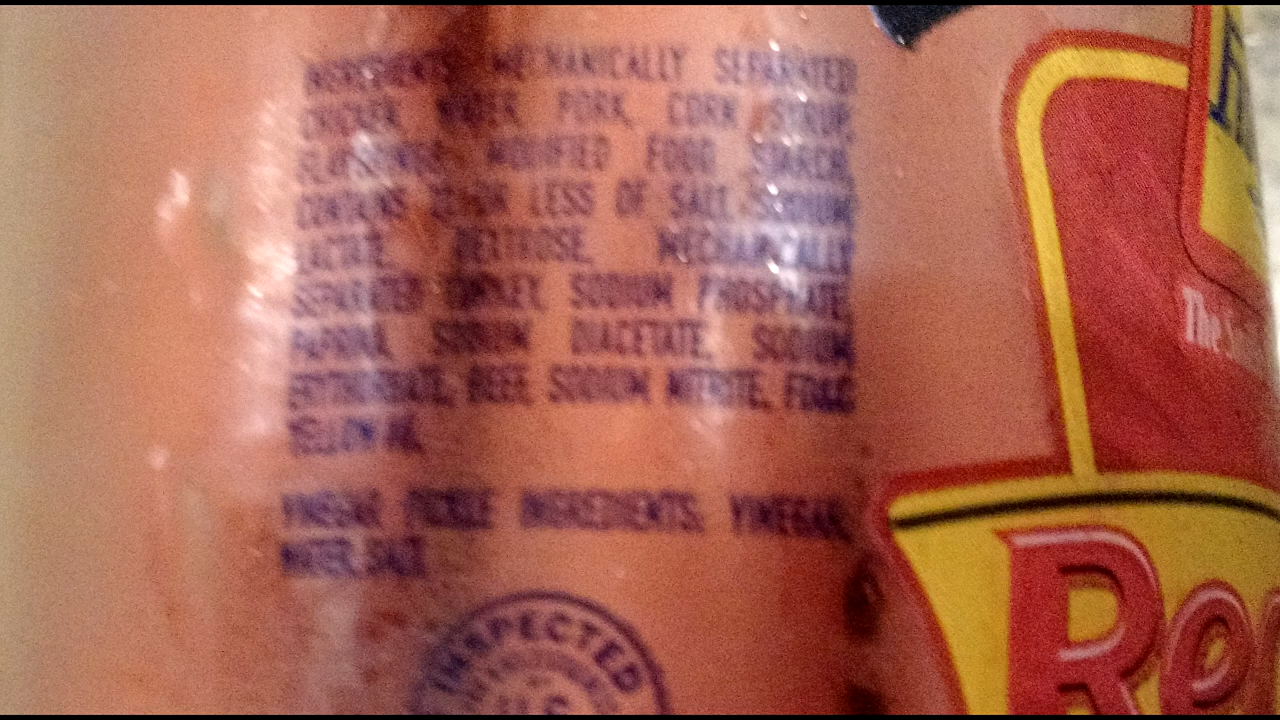 INGREDIENTS: MECHANICALLY SEPARATED
CHICKEN, WATER, PORK, CORN SYRUP,
FLAVORINGS, MODIFIED FOOD STARCH,
CONTAINS 2% OR LESS OF SALT, SODIUM
LACTATE, DEXTROSE, MECHANICALLY
SEPARATED TURKEY, SODIUM PHOSPHATE,
PAPRIKA, SODIUM DIACETATE, SODIUM
ERYTHORBATE, BEEF, SODIUM NITRITE, FD&C
YELLOW #6.
VINEGAR PICKLE INGREDIENTS: VINEGAR,
WATER, SALT.
INSPECTED
U.S.
The
Re